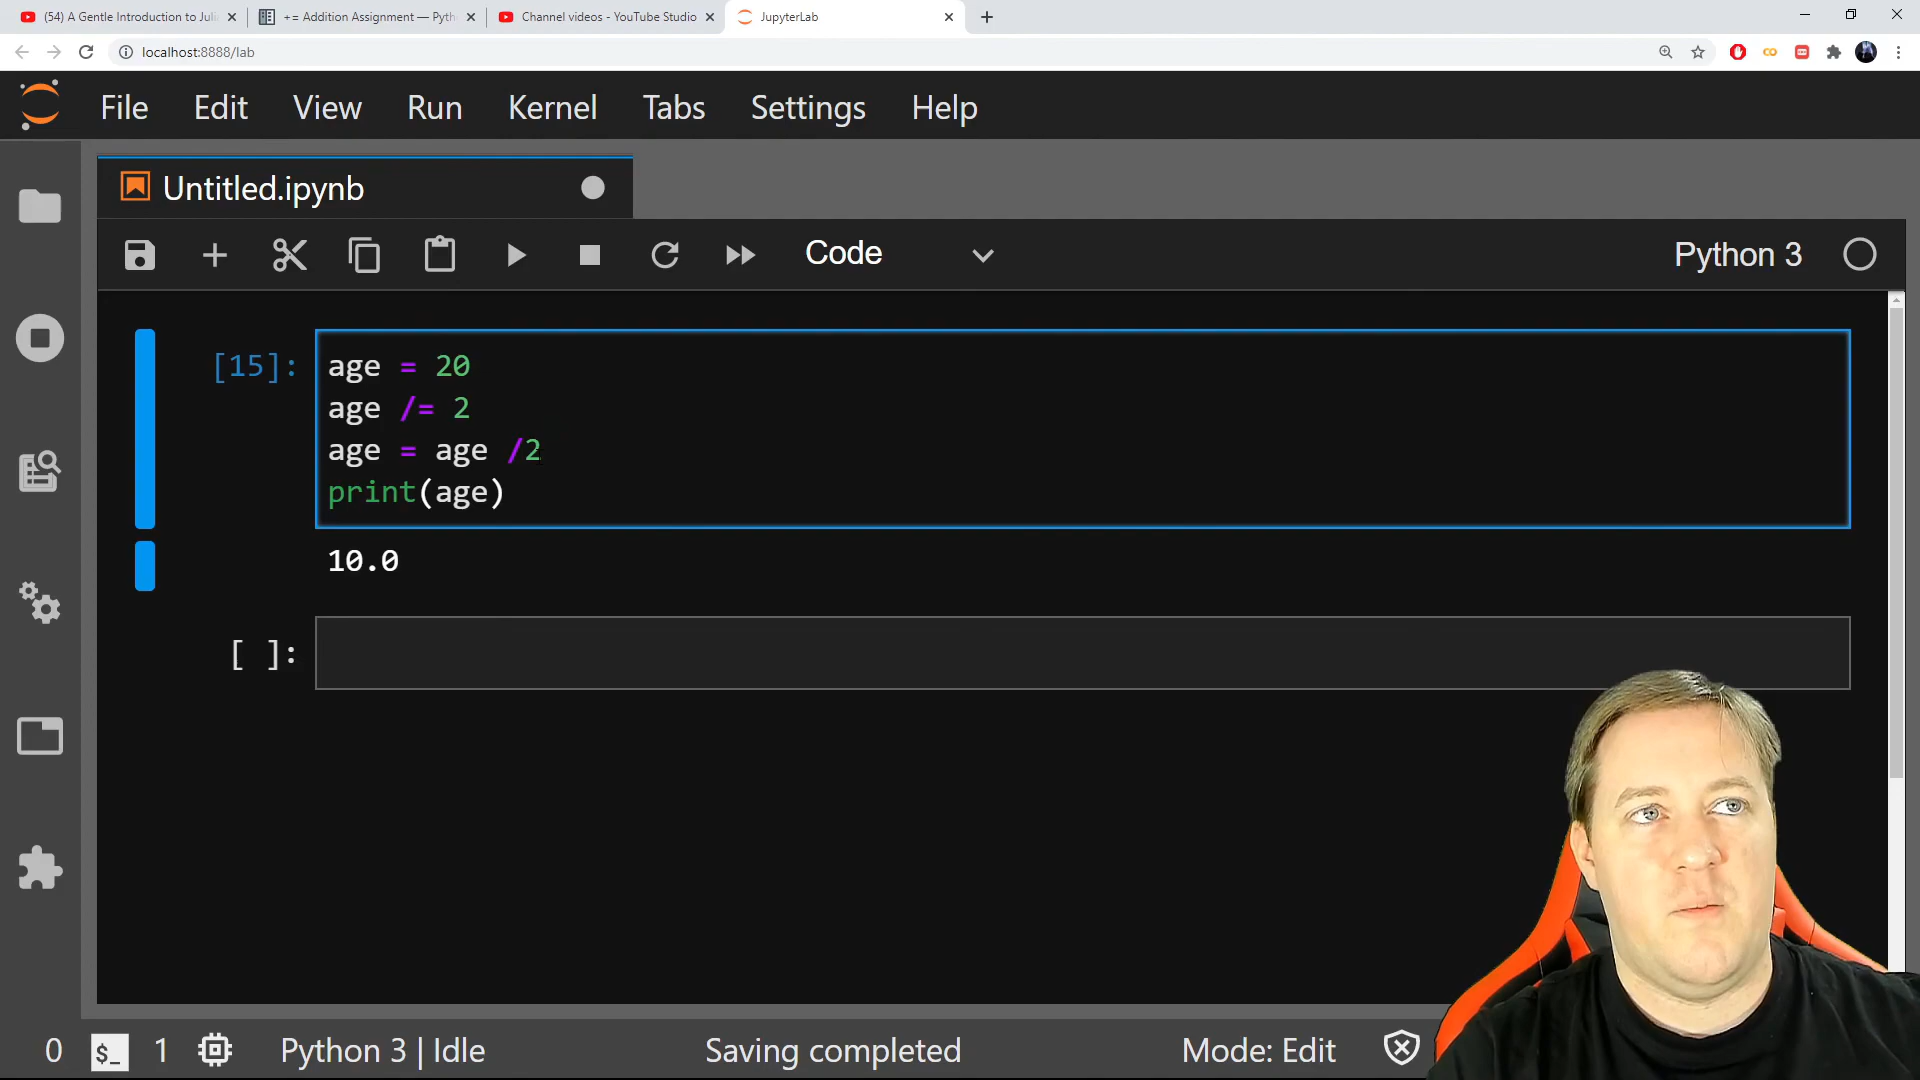 (54) A Gentle Introduction to Juli
+= Addition Assignment — Pyth
Channel videos - YouTube Studio
JupyterLab
localhost:8888/lab
File Edit View Run Kernel Tabs Settings Help
Untitled.ipynb
Code
Python 3
[15]:
age = 20
age /= 2
age = age /2
print(age)
10.0
[ ]:
0 $_ 1 Python 3 | Idle Saving completed Mode: Edit